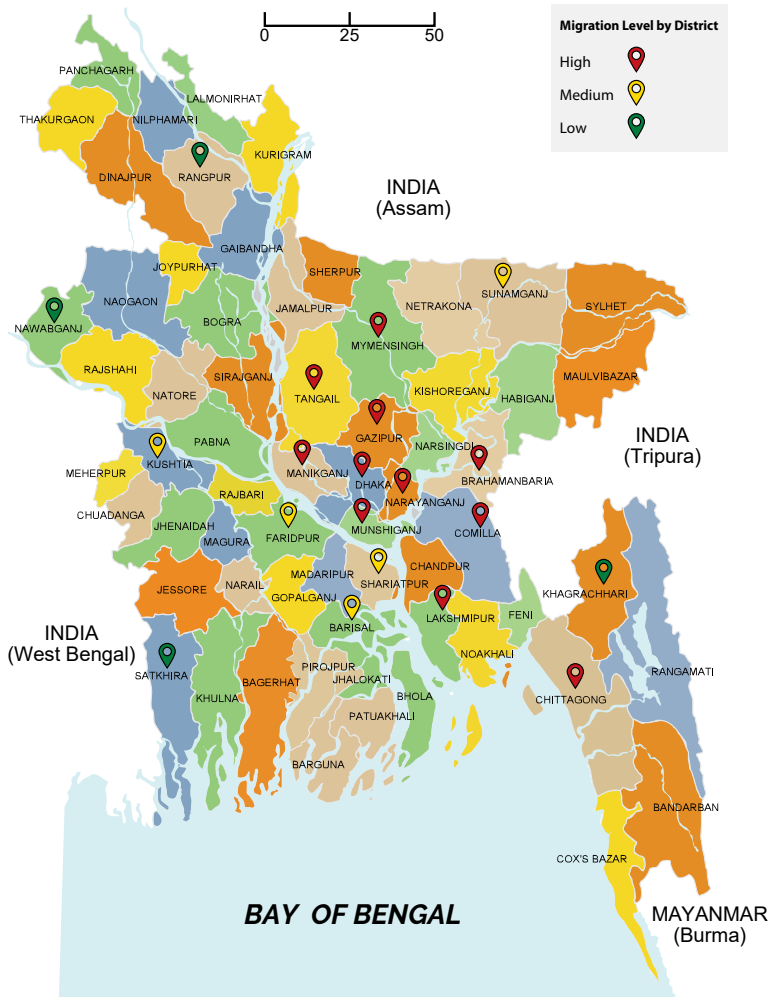 0 25 50
Migration Level by District
High
Medium
Low
PANCHAGARH
LALMONIRHAT
THAKURGAON
NILPHAMARI
KURIGRAM
DINAJPUR
RANGPUR
INDIA
(Assam)
GAIBANDHA
JOYPURHAT
SHERPUR
SUNAMGANJ
NAOGAON
JAMALPUR
NETRAKONA
SYLHET
NAWABGANJ
BOGRA
MYMENSINGH
RAJSHAHI
SIRAJGANJ
MAULVIBAZAR
NATORE
TANGAIL
KISHOREGANJ
HABIGANJ
PABNA
GAZIPUR
NARSINGDI
INDIA
(Tripura)
KUSHTIA
MEHERPUR
MANIKGANJ
DHAKA
BRAHAMANBARIA
RAJBARI
NARAYANGANJ
CHUADANGA
JHENAIDAH
FARIDPUR
MUNSHIGANJ
COMILLA
MAGURA
CHANDPUR
MADARIPUR
SHARIATPUR
JESSORE
NARAIL
GOPALGANJ
KHAGRACHHARI
INDIA
(West Bengal)
BARISAL
LAKSHMIPUR
FENI
NOAKHALI
SATKHIRA
PIROJPUR
JHALOKATI
RANGAMATI
KHULNA
BAGERHAT
BHOLA
CHITTAGONG
PATUAKHALI
BARGUNA
BANDARBAN
COX'S BAZAR
BAY OF BENGAL
MAYANMAR
(Burma)